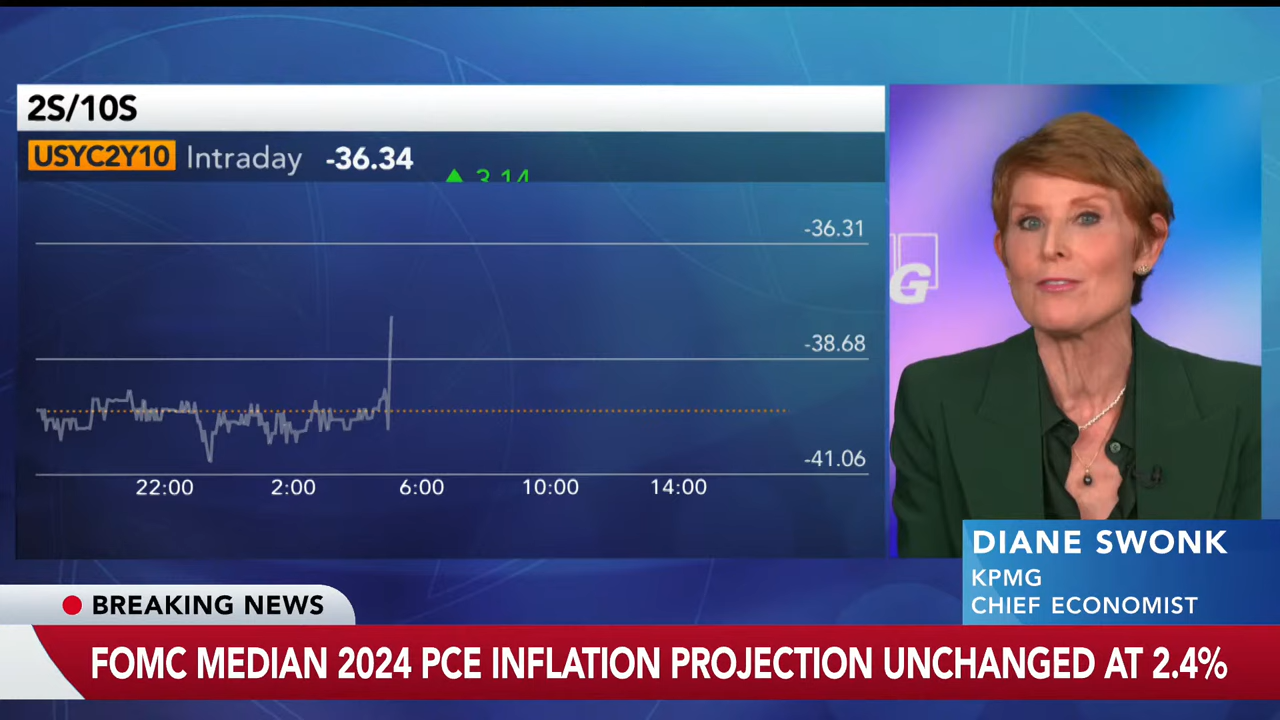 2S/10S
USYC2Y10 Intraday -36.34 ▲ 3.14
-36.31
-38.68
-41.06
22:00 2:00 6:00 10:00 14:00
G
DIANE SWONK
KPMG
CHIEF ECONOMIST
BREAKING NEWS
FOMC MEDIAN 2024 PCE INFLATION PROJECTION UNCHANGED AT 2.4%